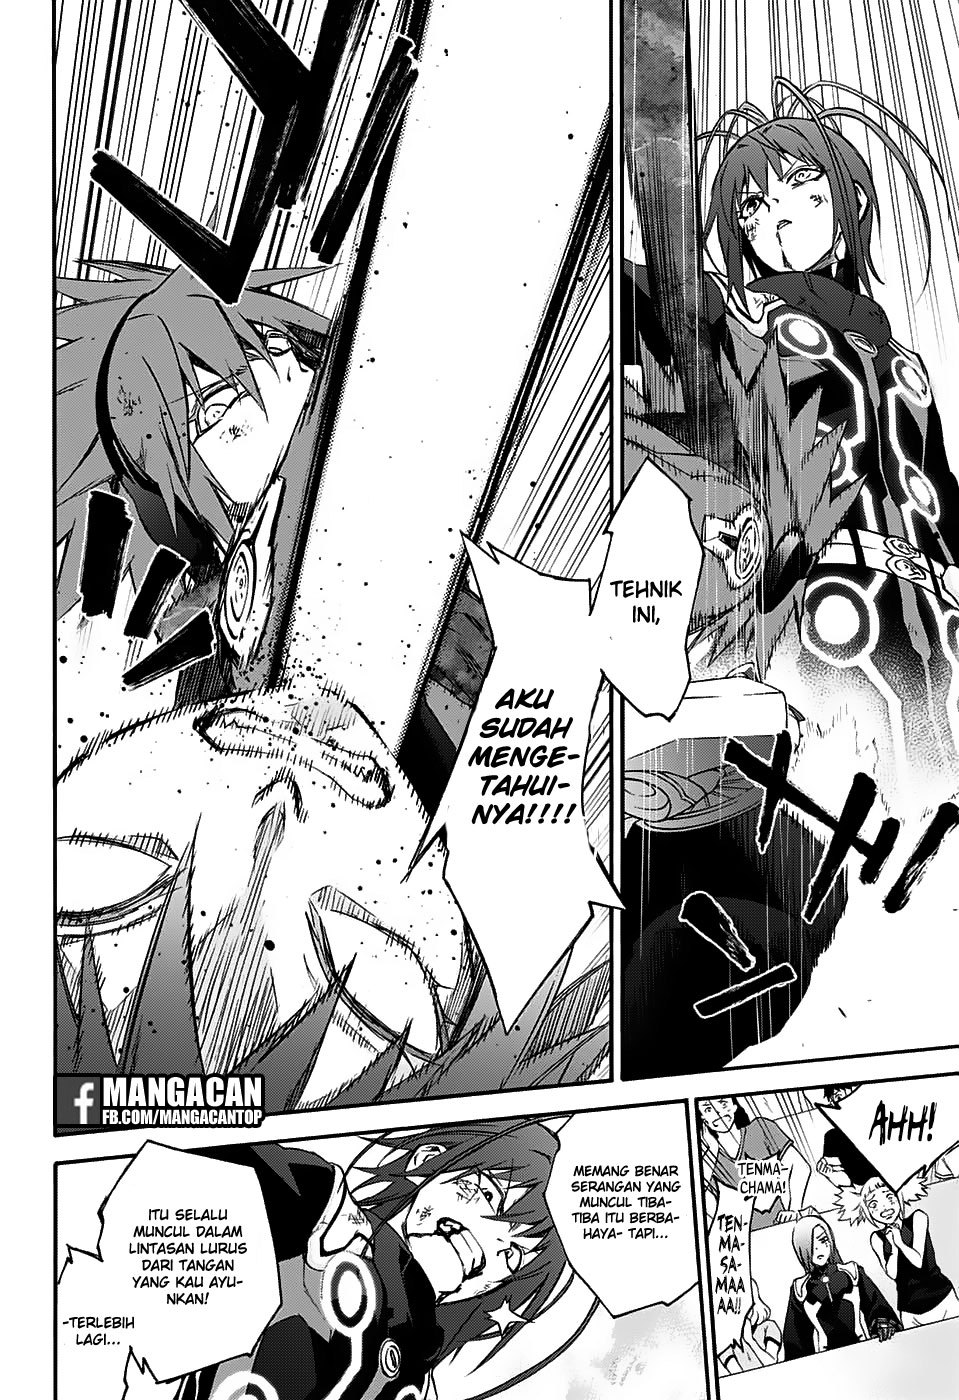 TEHNIK
INI,
AKU
SUDAH
MENGE-
TAHUI-
NYA!!!!
MANGACAN
FB.COM/MANGACANTOP
AHH!
TENMA-
CHAMA!
TEN-
MA-
SAMAA
AA!!
MEMANG BENAR
SERANGAN YANG
MUNCUL TIBA-
TIBA ITU BERBA-
HAYA- TAPI...
ITU SELALU
MUNCUL DALAM
LINTASAN LURUS
DARI TANGAN
YANG KAU AYU-
NKAN!
-TERLEBIH
LAGI...